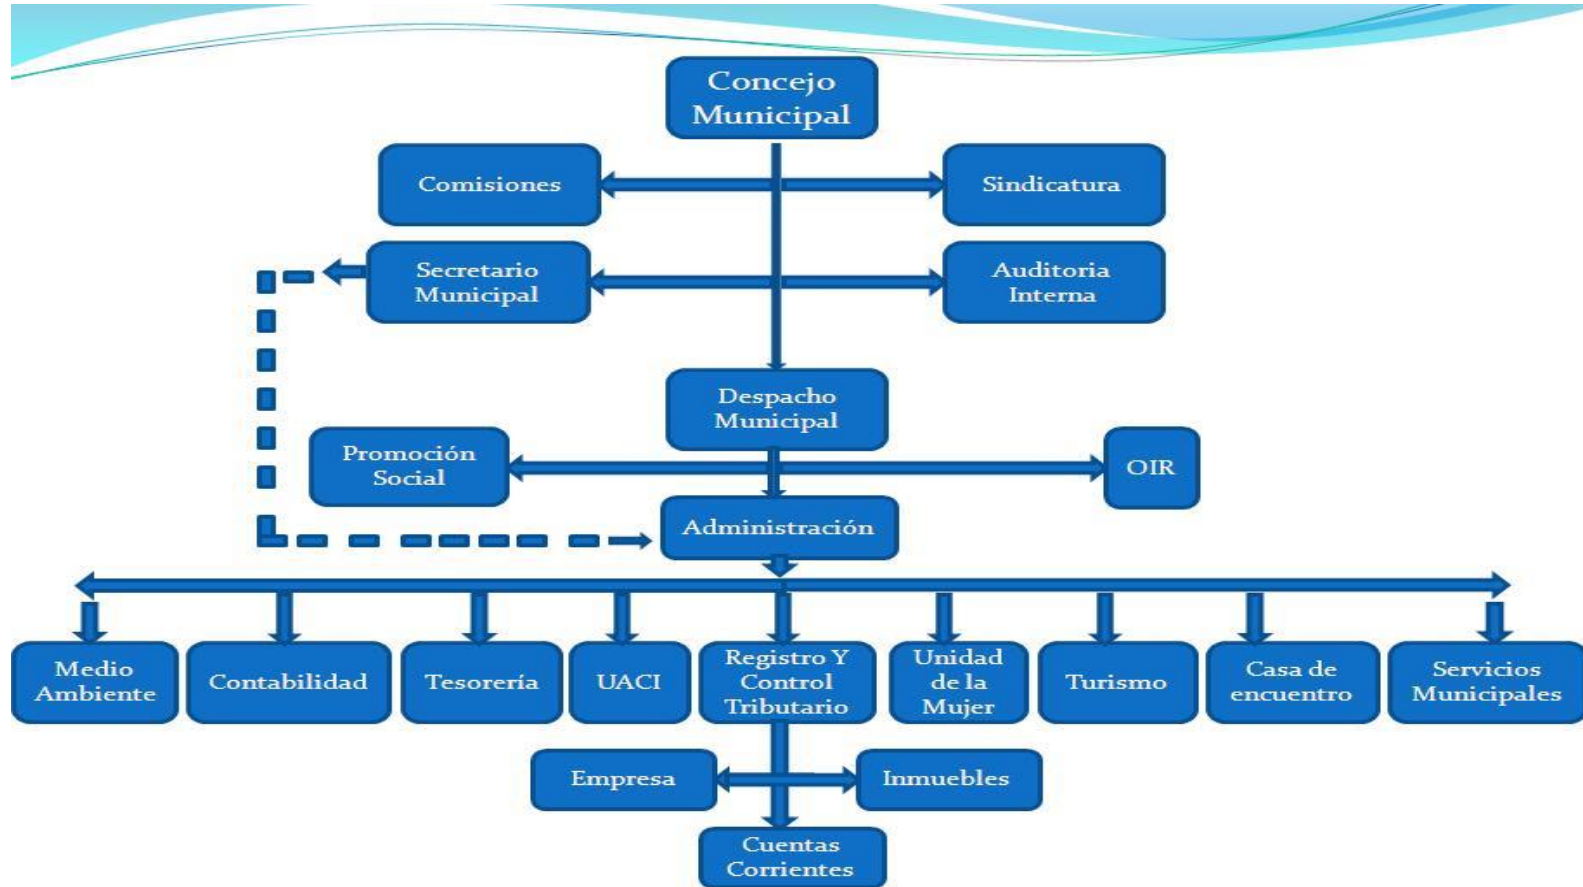 Concejo
Municipal
Comisiones
Sindicatura
Secretario
Municipal
Auditoria
Interna
Despacho
Municipal
Promoción
Social
OIR
Administración
Medio
Ambiente
Contabilidad
Tesorería
UACI
Registro Y
Control
Tributario
Unidad
de la
Mujer
Turismo
Casa de
encuentro
Servicios
Municipales
Empresa
Inmuebles
Cuentas
Corrientes